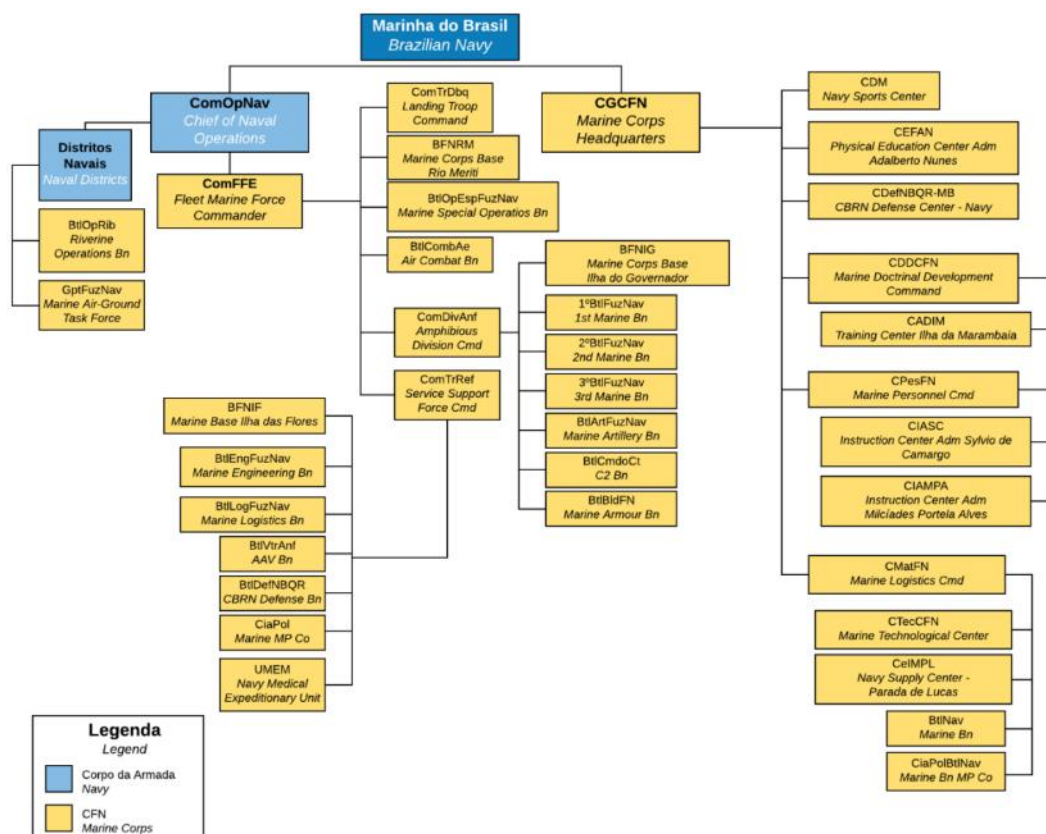 Marinha do Brasil
Brazilian Navy
ComOpNav
Chief of Naval
Operations
Distritos
Navais
Naval Districts
BtlOpRib
Riverine
Operations Bn
GptFuzNav
Marine Air-Ground
Task Force
ComFFE
Fleet Marine Force
Commander
ComTrDbq
Landing Troop
Command
BFNRM
Marine Corps Base
Rio Meriti
BtlOpEspFuzNav
Marine Special Operatios Bn
BtlCombAe
Air Combat Bn
ComDivAnf
Amphibious
Division Cmd
ComTrRef
Service Support
Force Cmd
BFNIG
Marine Corps Base
Ilha do Governador
1ºBtlFuzNav
1st Marine Bn
2ºBtlFuzNav
2nd Marine Bn
3ºBtlFuzNav
3rd Marine Bn
BtlArtFuzNav
Marine Artillery Bn
BtlCmdoCt
C2 Bn
BtlBldFN
Marine Armour Bn
BFNIF
Marine Base Ilha das Flores
BtlEngFuzNav
Marine Engineering Bn
BtlLogFuzNav
Marine Logistics Bn
BtlVtrAnf
AAV Bn
BtlDefNBQR
CBRN Defense Bn
CiaPol
Marine MP Co
UMEM
Navy Medical
Expeditionary Unit
CGCFN
Marine Corps
Headquarters
CDM
Navy Sports Center
CEFAN
Physical Education Center Adm
Adalberto Nunes
CDefNBQR-MB
CBRN Defense Center - Navy
CDDCFN
Marine Doctrinal Development
Command
CADIM
Training Center Ilha da Marambaia
CPesFN
Marine Personnel Cmd
CIASC
Instruction Center Adm Sylvio de
Camargo
CIAMPA
Instruction Center Adm
Milcíades Portela Alves
CMatFN
Marine Logistics Cmd
CTecCFN
Marine Technological Center
CeIMPL
Navy Supply Center -
Parada de Lucas
BtlNav
Marine Bn
CiaPolBtlNav
Marine Bn MP Co
Legenda
Legend
Corpo da Armada
Navy
CFN
Marine Corps